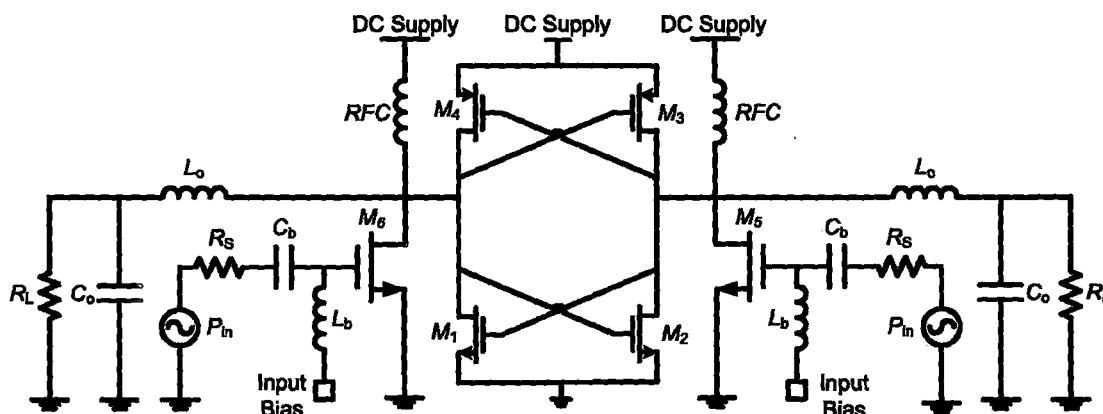 DC Supply
DC Supply
DC Supply
RFC
M4
M3
RFC
Lo
Lo
M6
M5
RS
Cb
Cb
RS
RL
Co
Pin
Lb
M1
M2
Lb
Pin
Co
R
Input
Bias
Input
Bias